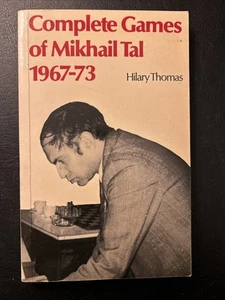 Complete Games
of Mikhail Tal
1967-73
Hilary Thomas